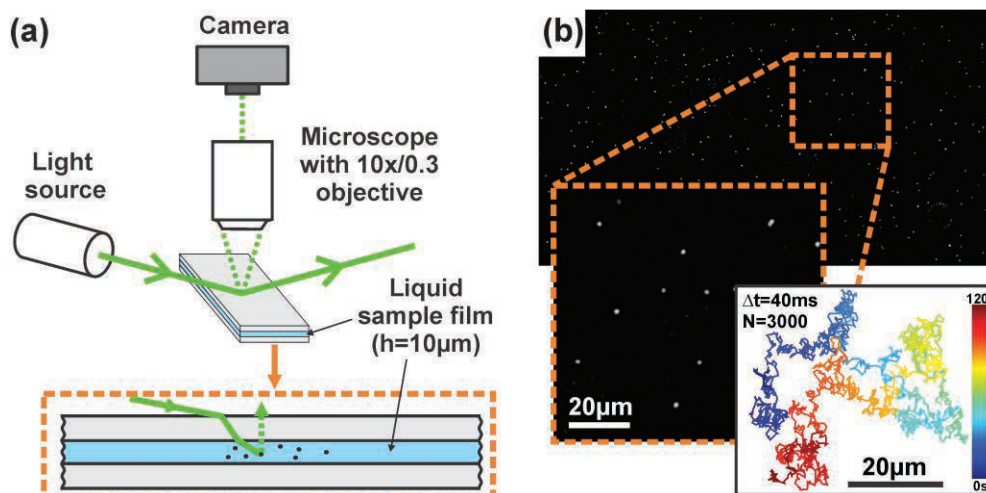 (a)
Camera
Microscope
with 10x/0.3
objective
Light
source
Liquid
sample film
(h=10µm)
(b)
20µm
Δt=40ms
N=3000
120
20µm
0s